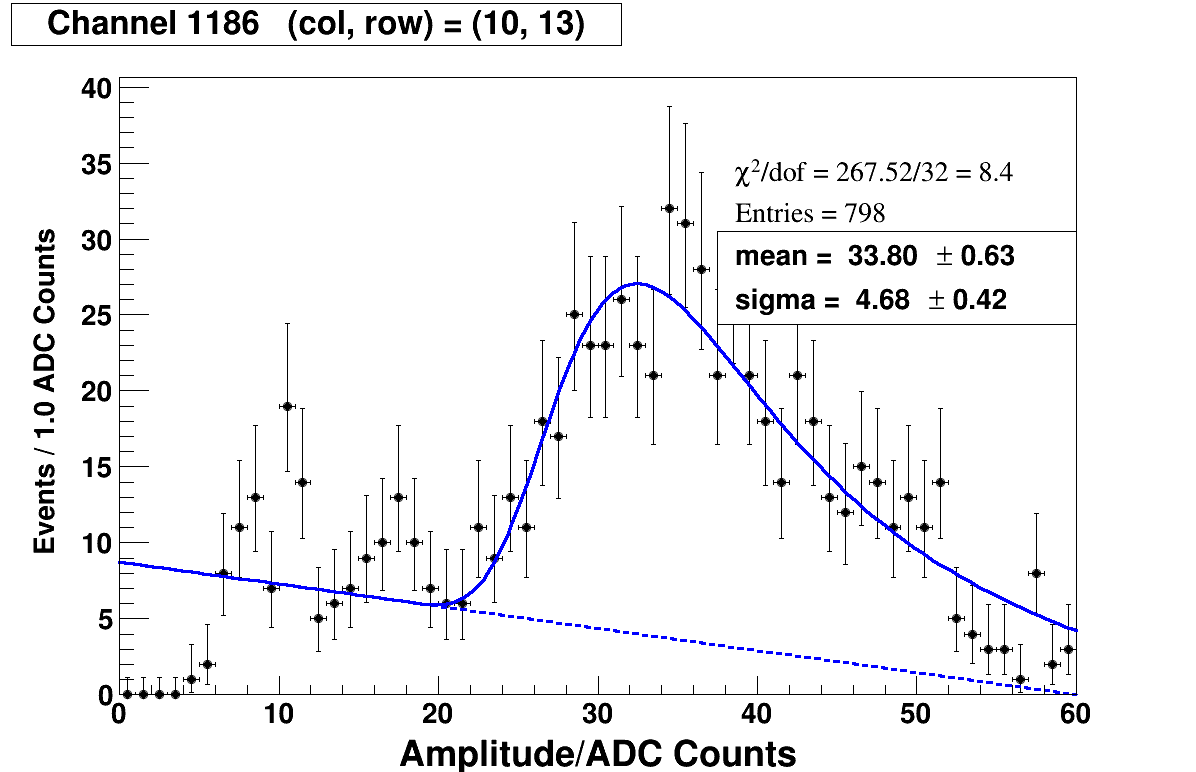 Channel 1186 (col, row) = (10, 13)
40
35
30
25
20
15
10
5
0
Events / 1.0 ADC Counts
χ²/dof = 267.52/32 = 8.4
Entries = 798
mean = 33.80 ± 0.63
sigma = 4.68 ± 0.42
0 10 20 30 40 50 60
Amplitude/ADC Counts